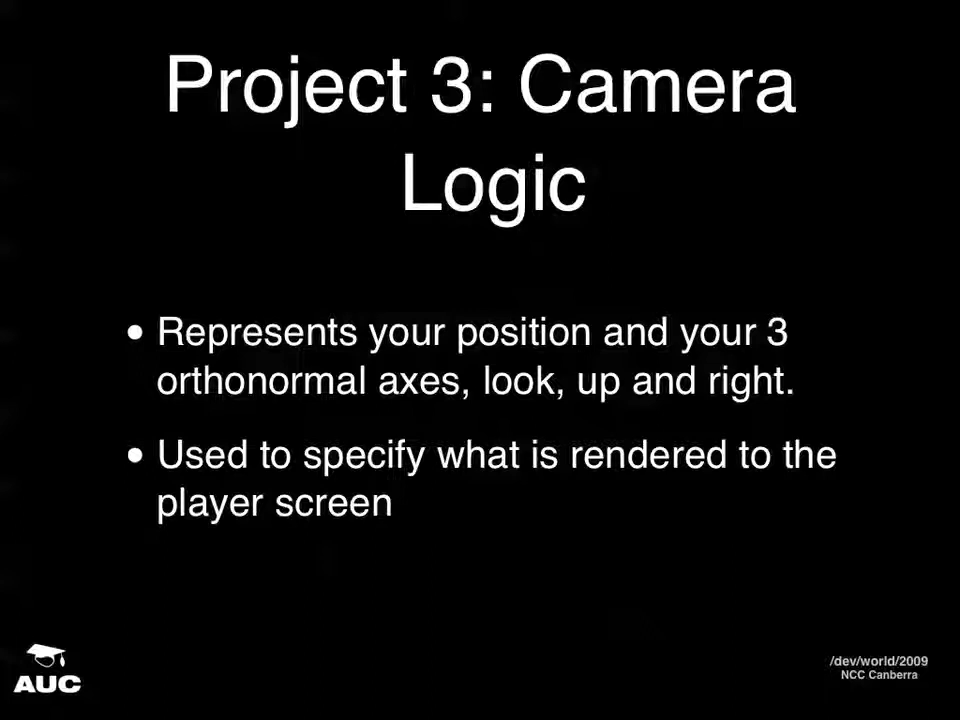 Project 3: Camera
Logic
• Represents your position and your 3
orthonormal axes, look, up and right.
• Used to specify what is rendered to the
player screen
AUC
/dev/world/2009
NCC Canberra